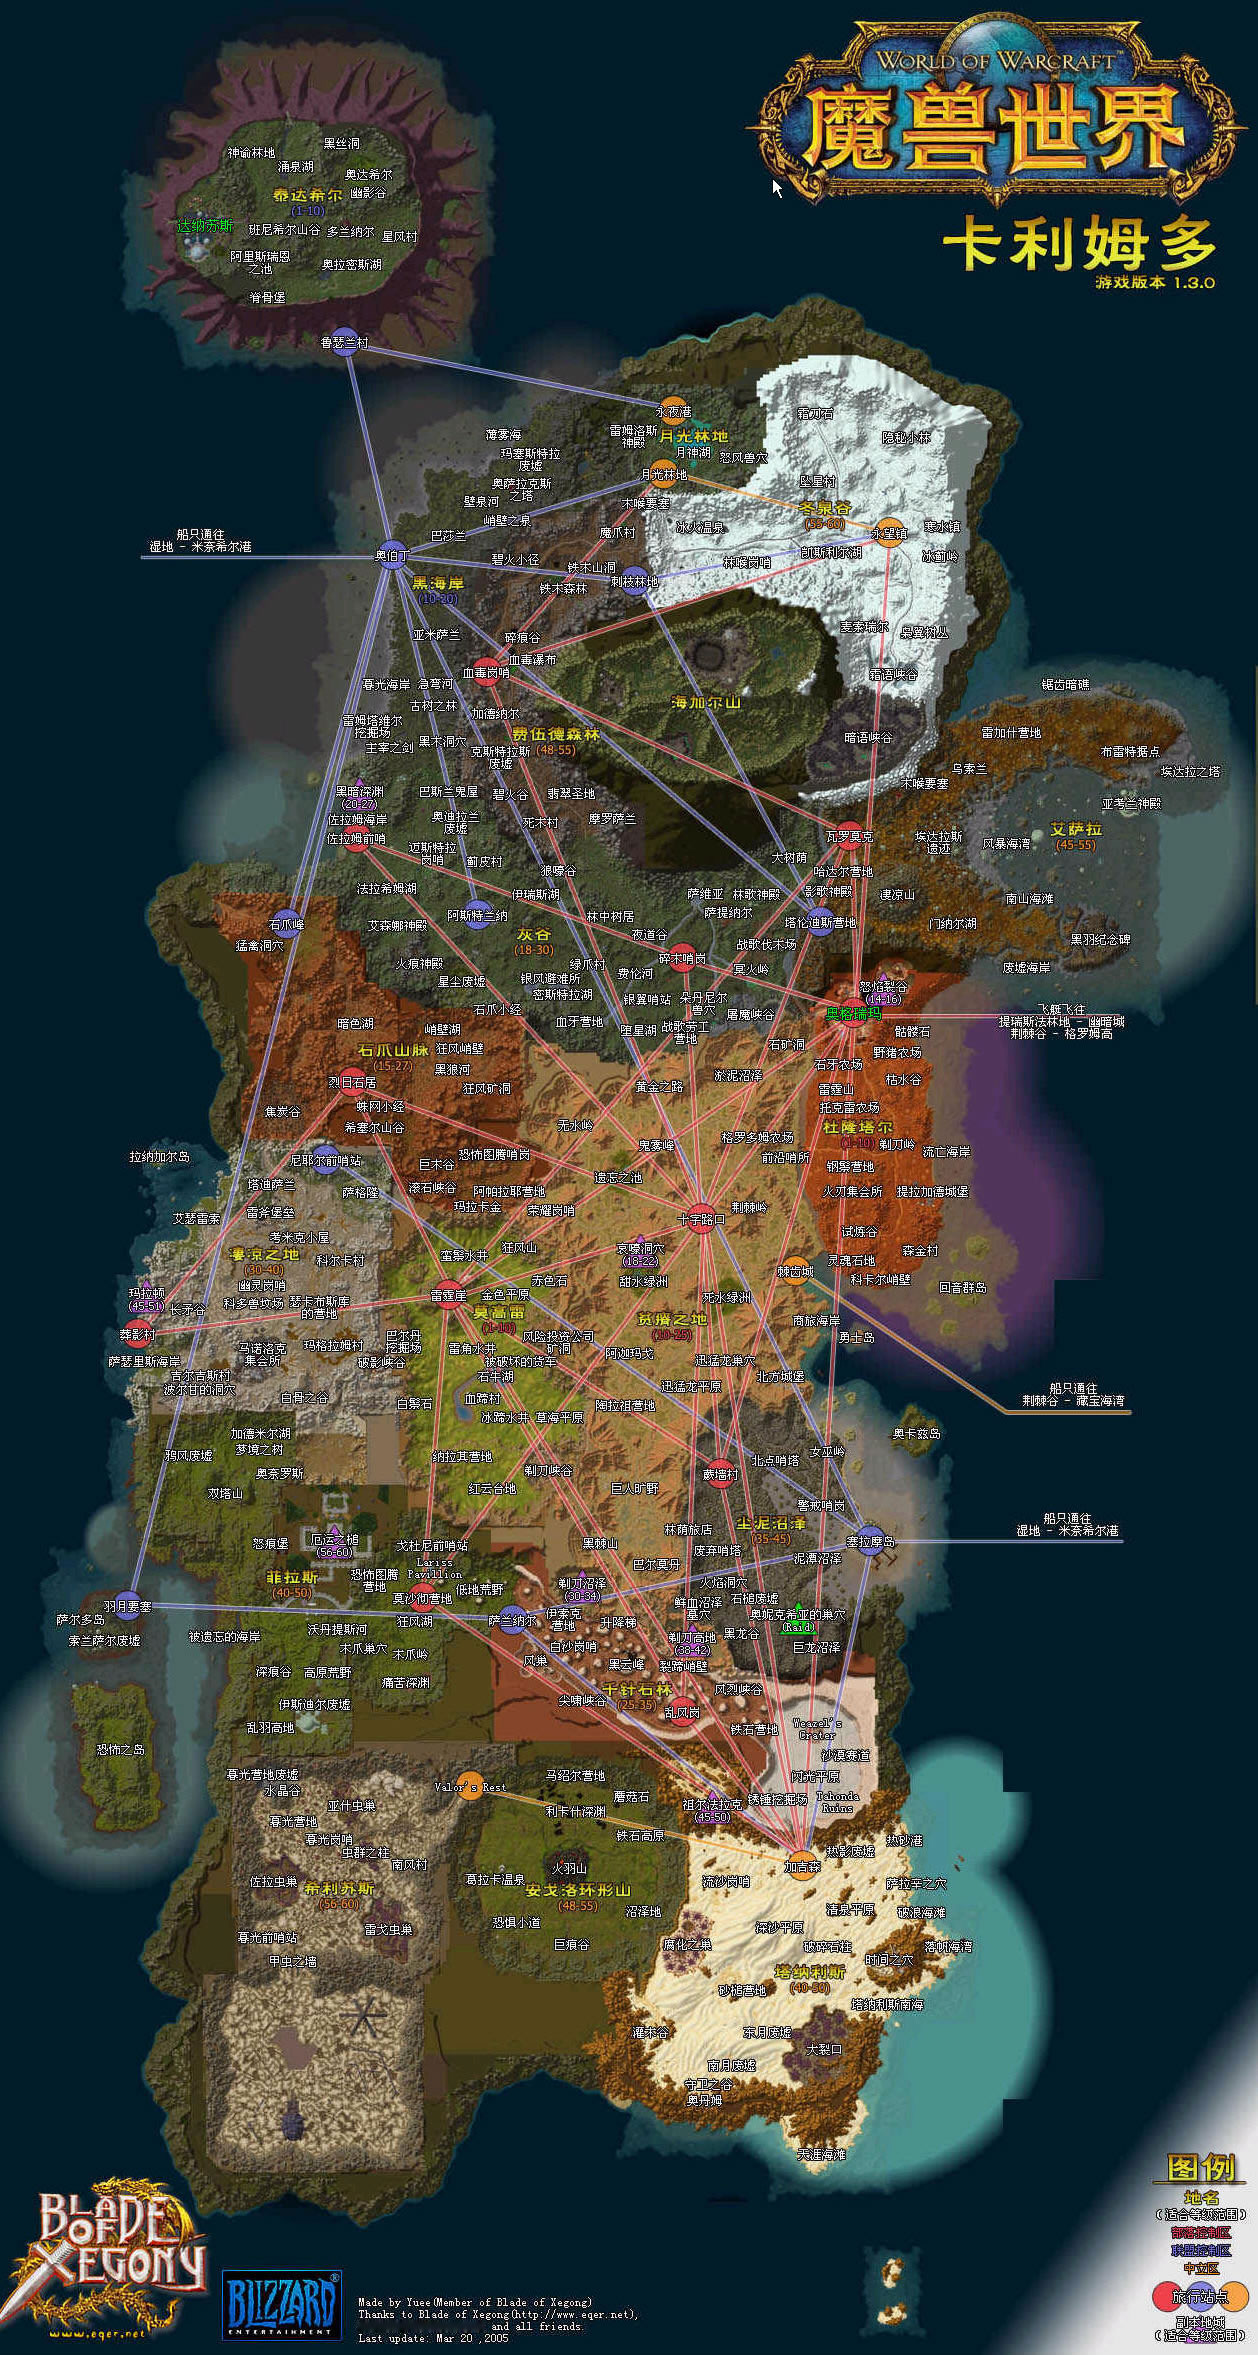 WORLD OF WARCRAFT
魔兽世界
卡利姆多
游戏版本 1.3.0
黑丝洞
神谕林地
涌泉湖
奥达希尔
泰达希尔
(1-10)
幽影谷
达纳苏斯
班尼希尔山谷
多兰纳尔
星风村
阿里斯瑞恩
之池
奥拉密斯湖
脊骨堡
鲁瑟兰村
永夜港
霜刀石
雷姆洛斯
神殿
月光林地
隐秘小林
薄雾海
月神湖
怒风兽穴
玛塞斯特拉
废墟
月光林地
坠星村
奥萨拉克斯
之塔
壁泉河
木喉要塞
冬泉谷
(55-60)
峭壁之泉
冰火温泉
寒水镇
船只通往
湿地 - 米奈希尔港
巴莎兰
魔爪村
永望镇
奥伯丁
碧火小径
铁木山洞
林喉岗哨
凯斯利尔湖
冰蓟岭
黑海岸
(10-20)
铁木森林
刺枝林地
亚米萨兰
碎痕谷
麦索瑞尔
枭翼树丛
血毒瀑布
血毒岗哨
霜语峡谷
暮光海岸
急弯河
锯齿暗礁
古树之林
加德纳尔
海加尔山
雷姆塔维尔
挖掘场
费伍德森林
(48-55)
雷加什营地
主宰之剑
黑木洞穴
克斯特拉斯
废墟
暗语峡谷
布雷特据点
乌索兰
埃达拉之塔
木喉要塞
黑暗深渊
(20-27)
巴斯兰鬼屋
碧火谷
翡翠圣地
亚考兰神殿
佐拉姆海岸
奥迪拉兰
废墟
死木村
摩罗萨兰
艾萨拉
(45-55)
佐拉姆前哨
瓦罗莫克
埃达拉斯
遗迹
风暴海湾
迈斯特拉
岗哨
蓟皮村
大树荫
狼嚎谷
哈达尔营地
法拉希姆湖
伊瑞斯湖
萨维亚
林歌神殿
影歌神殿
凄凉山
南山海滩
石爪峰
艾森娜神殿
阿斯特兰纳
林中树居
萨提纳尔
塔伦迪斯营地
门纳尔湖
猛禽洞穴
灰谷
(18-30)
夜道谷
战歌伐木场
黑羽纪念碑
火痕神殿
绿爪村
碎木哨岗
冥火岭
废墟海岸
星尘废墟
银风避难所
费伦河
怒焰裂谷
(14-16)
密斯特拉湖
银翼哨站
朵丹尼尔
兽穴
石爪小径
屠魔峡谷
奥格瑞玛
飞艇飞往
提瑞斯法林地 - 幽暗城
荆棘谷 - 格罗姆高
暗色湖
峭壁湖
血牙营地
堕星湖
战歌劳工
营地
骷髅石
石爪山脉
(15-27)
狂风峭壁
石矿洞
野猪农场
黑狼河
淤泥沼泽
石牙农场
枯水谷
烈日石居
狂风矿洞
黄金之路
雷霆山
焦炭谷
蛛网小经
托克雷农场
希塞尔山谷
无水岭
杜隆塔尔
(1-10)
鬼雾峰
格罗多姆农场
剃刀岭
流亡海岸
拉纳加尔岛
尼耶尔前哨站
巨木谷
恐怖图腾哨岗
前沿哨所
钢鬃营地
塔迪萨兰
萨格隆
滚石峡谷
阿帕拉耶营地
遗忘之池
火刃集会所
提拉加德城堡
雷斧堡垒
玛拉卡金
荣耀岗哨
荆棘岭
艾瑟雷索
十字路口
考米克小屋
试炼谷
凄凉之地
(30-40)
科尔卡村
蛮鬃水井
狂风山
哀嚎洞穴
(18-22)
森金村
灵魂石地
幽灵岗哨
赤色石
甜水绿洲
棘齿城
科卡尔峭壁
回音群岛
玛拉顿
(45-51)
长矛谷
科多兽坟场
瑟卡布斯库
的营地
雷霆崖
金色平原
死水绿洲
莫高雷
(1-10)
贫瘠之地
(10-25)
商旅海岸
葬影村
马诺洛克
集会所
玛格拉姆村
巴尔丹
挖掘场
雷角水井
风险投资公司
矿洞
勇士岛
萨瑟里斯海岸
破影峡谷
被破坏的货车
阿迦玛戈
迅猛龙巢穴
吉尔吉斯村
波尔甘的洞穴
石牛湖
北方城堡
白骨之谷
白鬃石
血蹄村
陶拉祖营地
迅猛龙平原
船只通往
荆棘谷 - 藏宝海湾
冰蹄水井
草海平原
加德米尔湖
奥卡兹岛
鸦风废墟
梦境之树
纳拉其营地
剃刀峡谷
女巫岭
奥奈罗斯
北点哨塔
双塔山
红云台地
巨人旷野
蕨墙村
警戒哨岗
船只通往
湿地 - 米奈希尔港
尘泥沼泽
(35-45)
塞拉摩岛
怒痕堡
厄运之槌
(56-60)
戈杜尼前哨站
黑棘山
林荫旅店
废弃哨塔
泥潭沼泽
Lariss
Pavillion
巴尔莫丹
菲拉斯
(40-50)
恐怖图腾
营地
低地荒野
剃刀沼泽
(30-34)
火焰洞穴
羽月要塞
莫沙彻营地
鲜血沼泽
墓穴
石槌废墟
萨尔多岛
狂风湖
萨兰纳尔
伊索克
营地
升降梯
奥妮克希亚的巢穴
(Raid)
索兰萨尔废墟
被遗忘的海岸
沃丹提斯河
剃刀高地
(38-42)
黑龙谷
木爪巢穴
木爪岭
白沙岗哨
巨龙沼泽
深痕谷
高原荒野
风巢
黑云峰
裂蹄峭壁
痛苦深渊
千针石林
(25-35)
风烈峡谷
伊斯迪尔废墟
尖啸峡谷
乱羽高地
乱风岗
铁石营地
Weazel's
Crater
恐怖之岛
沙漠赛道
暮光营地废墟
水晶谷
Valor's Rest
马绍尔营地
闪光平原
亚什虫巢
利卡什深渊
蘑菇石
祖尔法拉克
(45-50)
锈锤挖掘场
Tahonda
Ruins
暮光营地
暮光岗哨
铁石高原
热砂港
虫群之柱
热影废墟
南风村
火羽山
加吉森
佐拉虫巢
希利苏斯
(56-60)
葛拉卡温泉
安戈洛环形山
(48-55)
流沙岗哨
萨拉辛之穴
恐惧小道
沼泽地
清泉平原
破浪海滩
暮光前哨站
雷戈虫巢
深沙平原
巨痕谷
腐化之巢
破碎石柱
落帆海湾
甲虫之墙
时间之穴
塔纳利斯
(40-50)
砂槌营地
塔纳利斯南海
灌木谷
东月废墟
大裂口
南月废墟
守卫之谷
奥丹姆
天涯海滩
图例
地名
(适合等级范围)
部落控制区
联盟控制区
中立区
旅行站点
副本地城
(适合等级范围)
BLADE
OF
XEGONY
www.eqer.net
BLIZZARD®
ENTERTAINMENT
Made by Yuee(Member of Blade of Xegony)
Thanks to Blade of Xegony(http://www.eqer.net),
and all friends.
Last update: Mar 20 ,2005